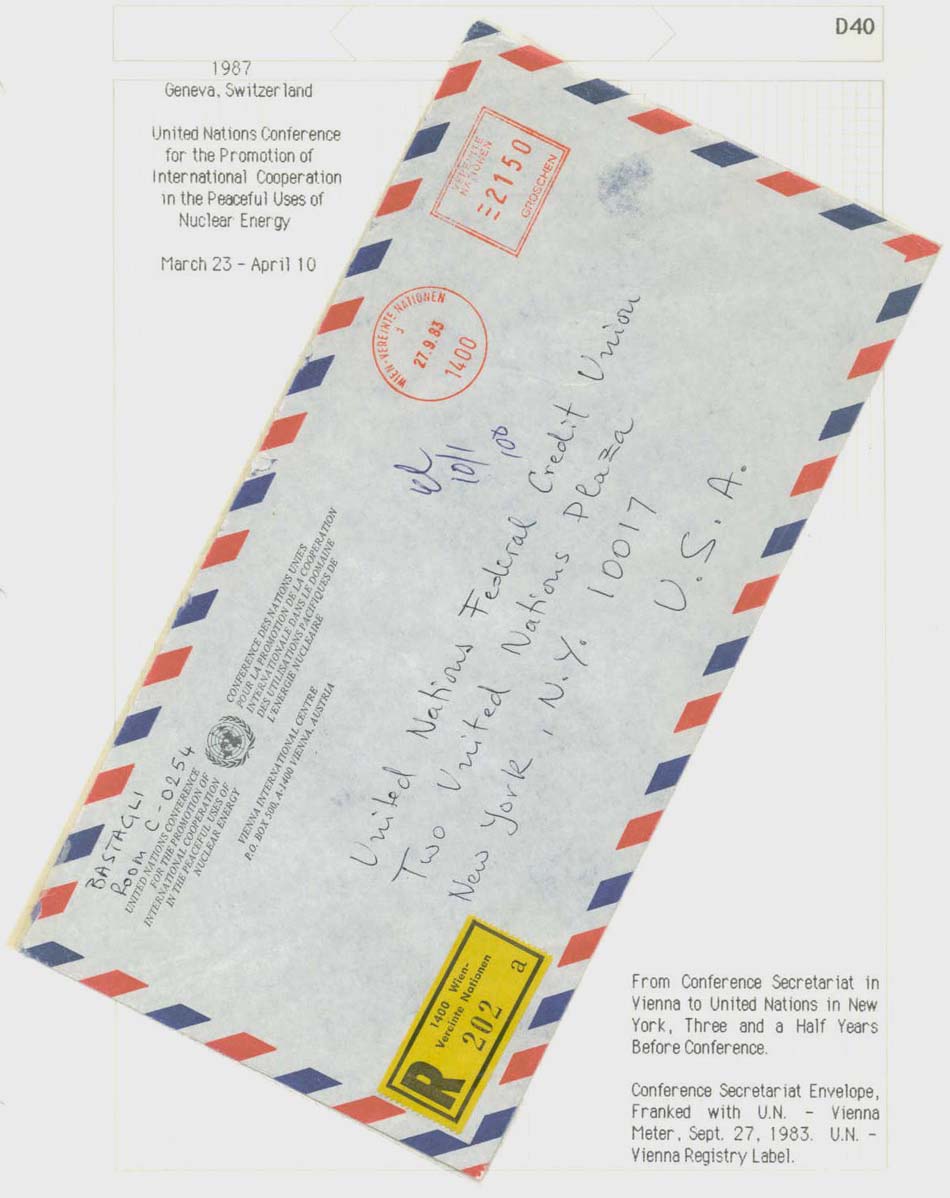 D40
1987
Geneva, Switzerland
United Nations Conference
for the Promotion of
International Cooperation
in the Peaceful Uses of
Nuclear Energy
March 23 - April 10
VEREINTE
NATIONEN
2150
GROSCHEN
WIEN-VEREINTE NATIONEN
3
27.9.83
1400
10/1
100
BASTAGLI
ROOM C-0254
UNITED NATIONS CONFERENCE
FOR THE PROMOTION OF
INTERNATIONAL COOPERATION
IN THE PEACEFUL USES OF
NUCLEAR ENERGY
CONFERENCE DES NATIONS UNIES
POUR LA PROMOTION DE LA COOPERATION
INTERNATIONALE DANS LE DOMAINE
DES UTILISATIONS PACIFIQUES DE
L'ENERGIE NUCLEAIRE
VIENNA INTERNATIONAL CENTRE
P.O. BOX 500, A-1400 VIENNA, AUSTRIA
United Nations Federal Credit Union
Two United Nations Plaza
New York, N.Y. 10017
U.S.A.
1400 Wien-
Vereinte Nationen
R 202 a
From Conference Secretariat in
Vienna to United Nations in New
York, Three and a Half Years
Before Conference.
Conference Secretariat Envelope,
Franked with U.N. - Vienna
Meter, Sept. 27, 1983. U.N. -
Vienna Registry Label.